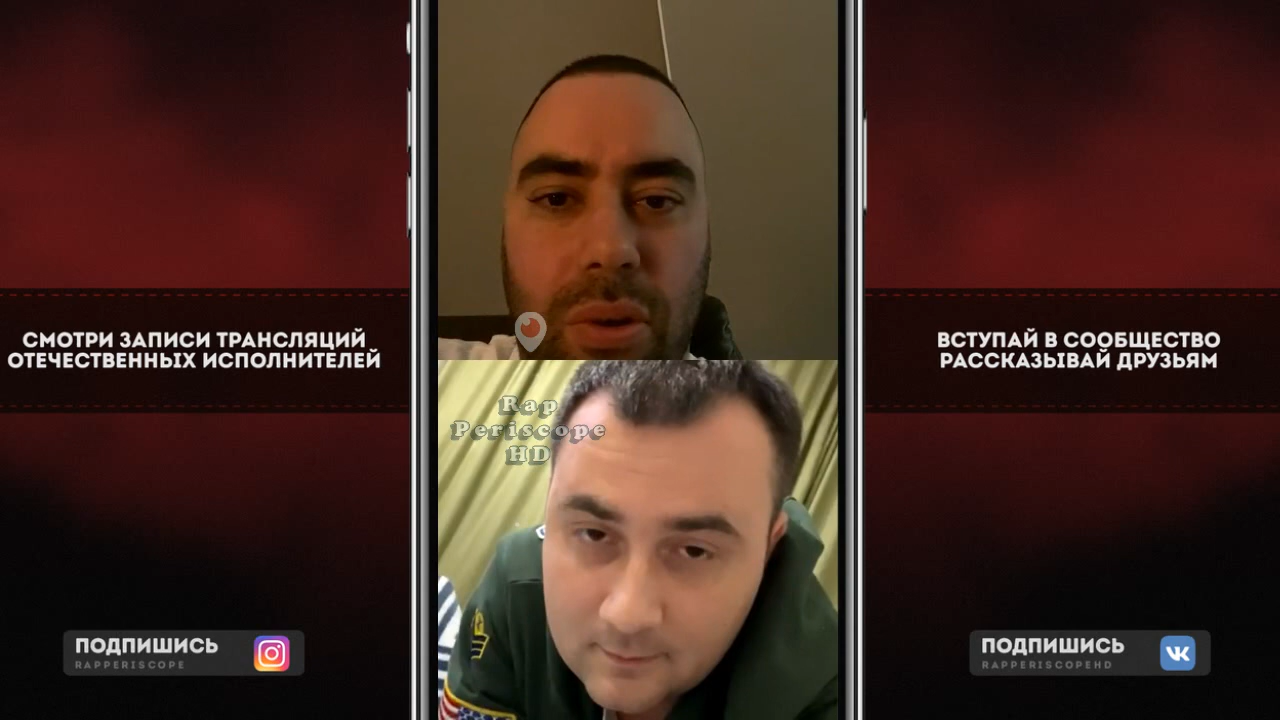 СМОТРИ ЗАПИСИ ТРАНСЛЯЦИЙ
ОТЕЧЕСТВЕННЫХ ИСПОЛНИТЕЛЕЙ
ПОДПИШИСЬ
RAPPERISCOPE
Rap
Periscope
HD
ВСТУПАЙ В СООБЩЕСТВО
РАССКАЗЫВАЙ ДРУЗЬЯМ
ПОДПИШИСЬ
RAPPERISCOPEHD